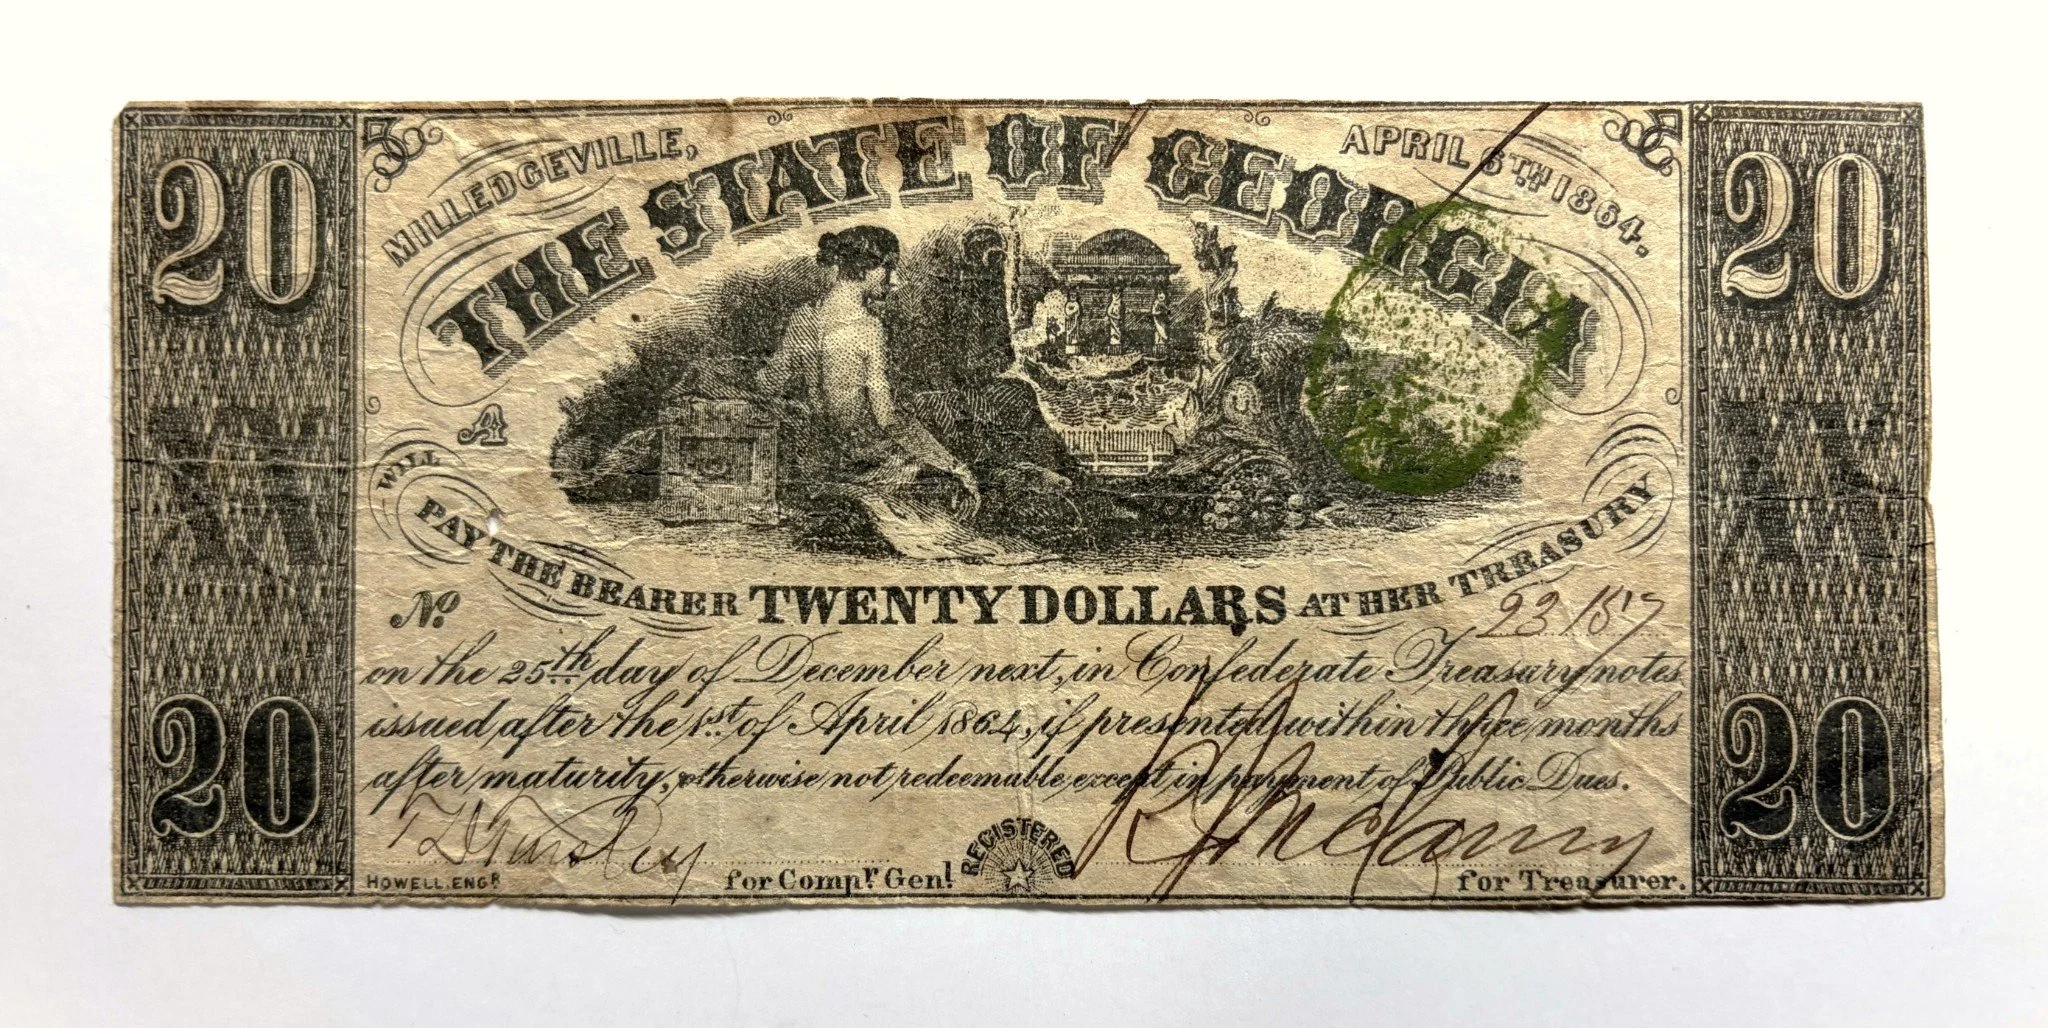 20
MILLEDGEVILLE,
APRIL 6TH 1864.
20
THE STATE OF GEORGIA
A
WILL
PAY THE BEARER TWENTY DOLLARS AT HER TREASURY
No.
on the 25th day of December next, in Confederate Treasury notes
issued after the 1st of April 1864, if presented within three months
after maturity, otherwise not redeemable except in payment of Public Dues.
20
20
HOWELL. ENGR
for Compr. Genl.
REGISTERED
for Treasurer.
XX
XX